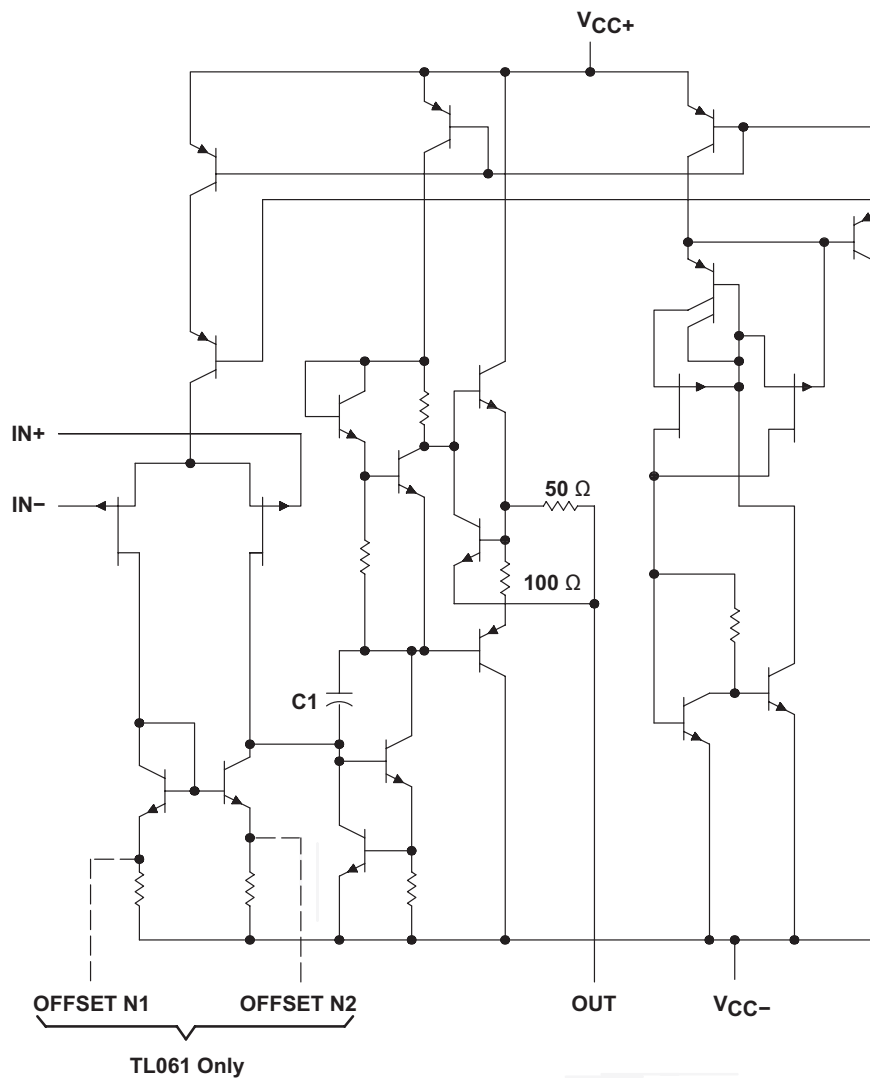 VCC+
IN+
IN−
50 Ω
100 Ω
C1
OFFSET N1
OFFSET N2
OUT
VCC−
TL061 Only